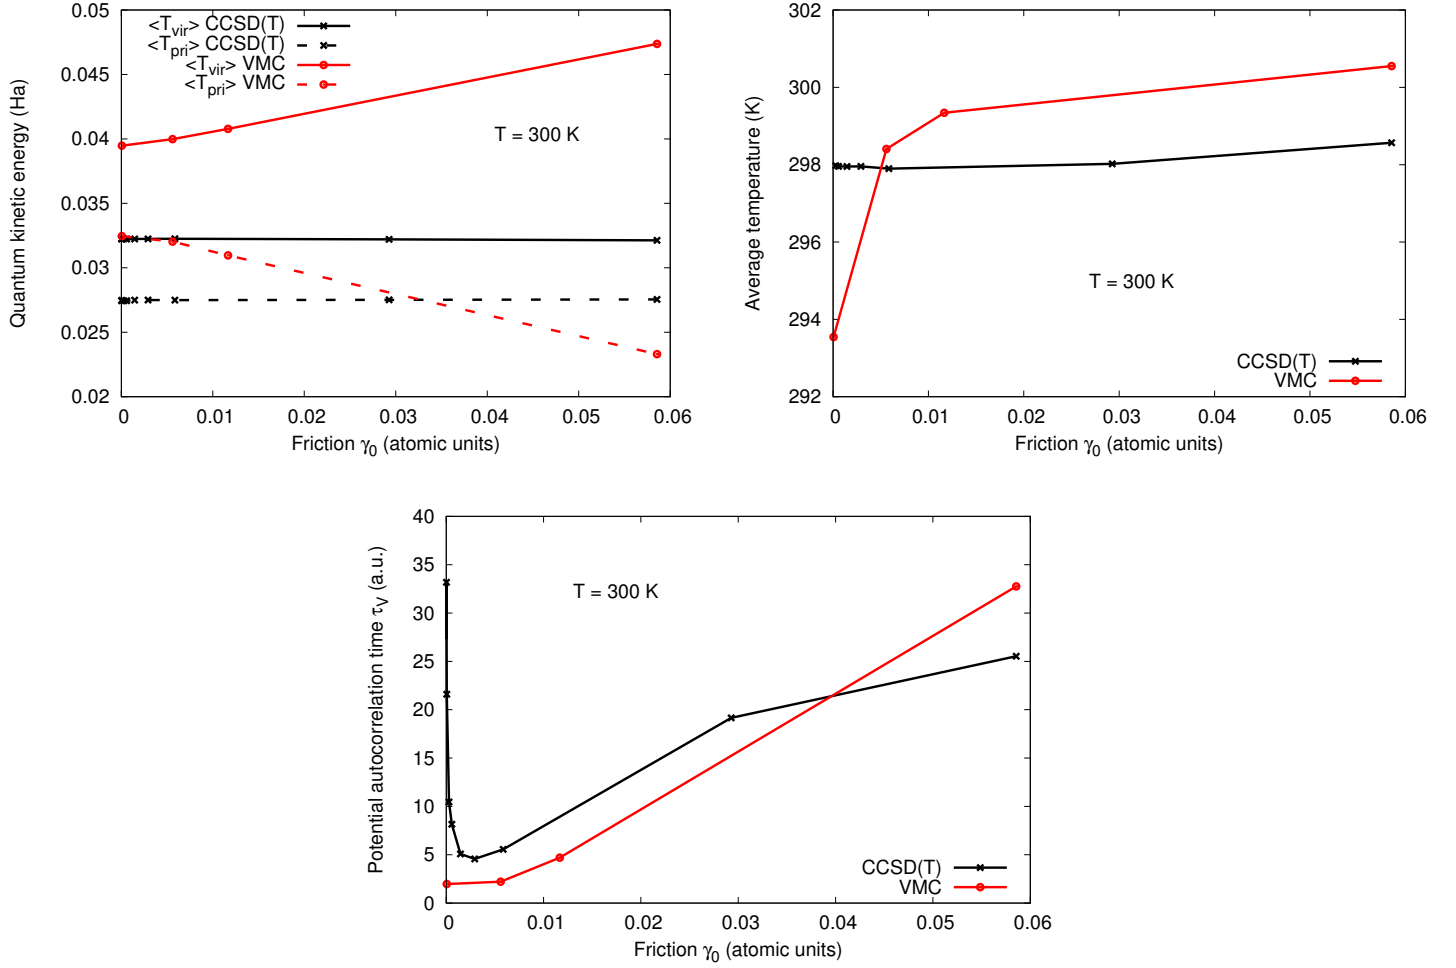 <T_vir> CCSD(T)
<T_pri> CCSD(T)
<T_vir> VMC
<T_pri> VMC
0.05
0.045
0.04
0.035
0.03
0.025
0.02
Quantum kinetic energy (Ha)
T = 300 K
0 0.01 0.02 0.03 0.04 0.05 0.06
Friction γ_0 (atomic units)
302
300
298
296
294
292
Average temperature (K)
T = 300 K
CCSD(T)
VMC
0 0.01 0.02 0.03 0.04 0.05 0.06
Friction γ_0 (atomic units)
40
35
30
25
20
15
10
5
0
Potential autocorrelation time τ_V (a.u.)
T = 300 K
CCSD(T)
VMC
0 0.01 0.02 0.03 0.04 0.05 0.06
Friction γ_0 (atomic units)